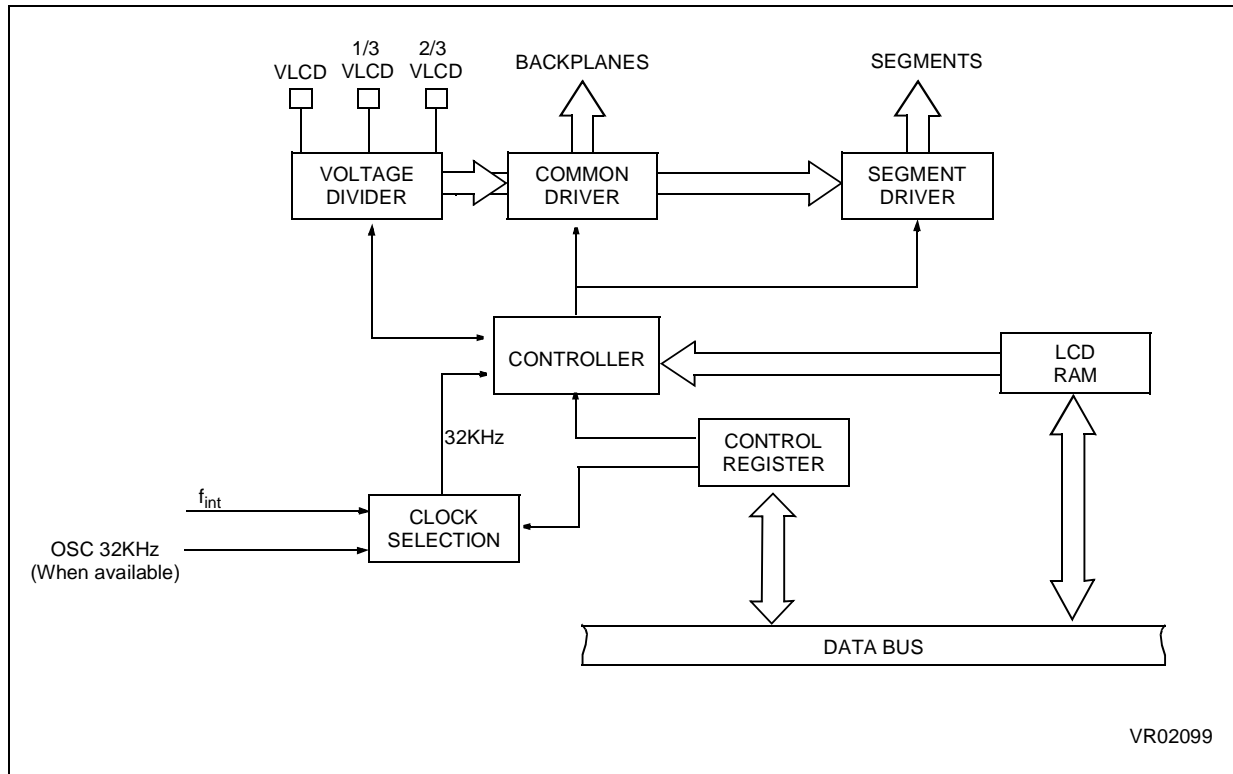 VLCD
1/3
VLCD
2/3
VLCD
BACKPLANES
SEGMENTS
VOLTAGE
DIVIDER
COMMON
DRIVER
SEGMENT
DRIVER
CONTROLLER
LCD
RAM
32KHz
CONTROL
REGISTER
fint
CLOCK
SELECTION
OSC 32KHz
(When available)
DATA BUS
VR02099